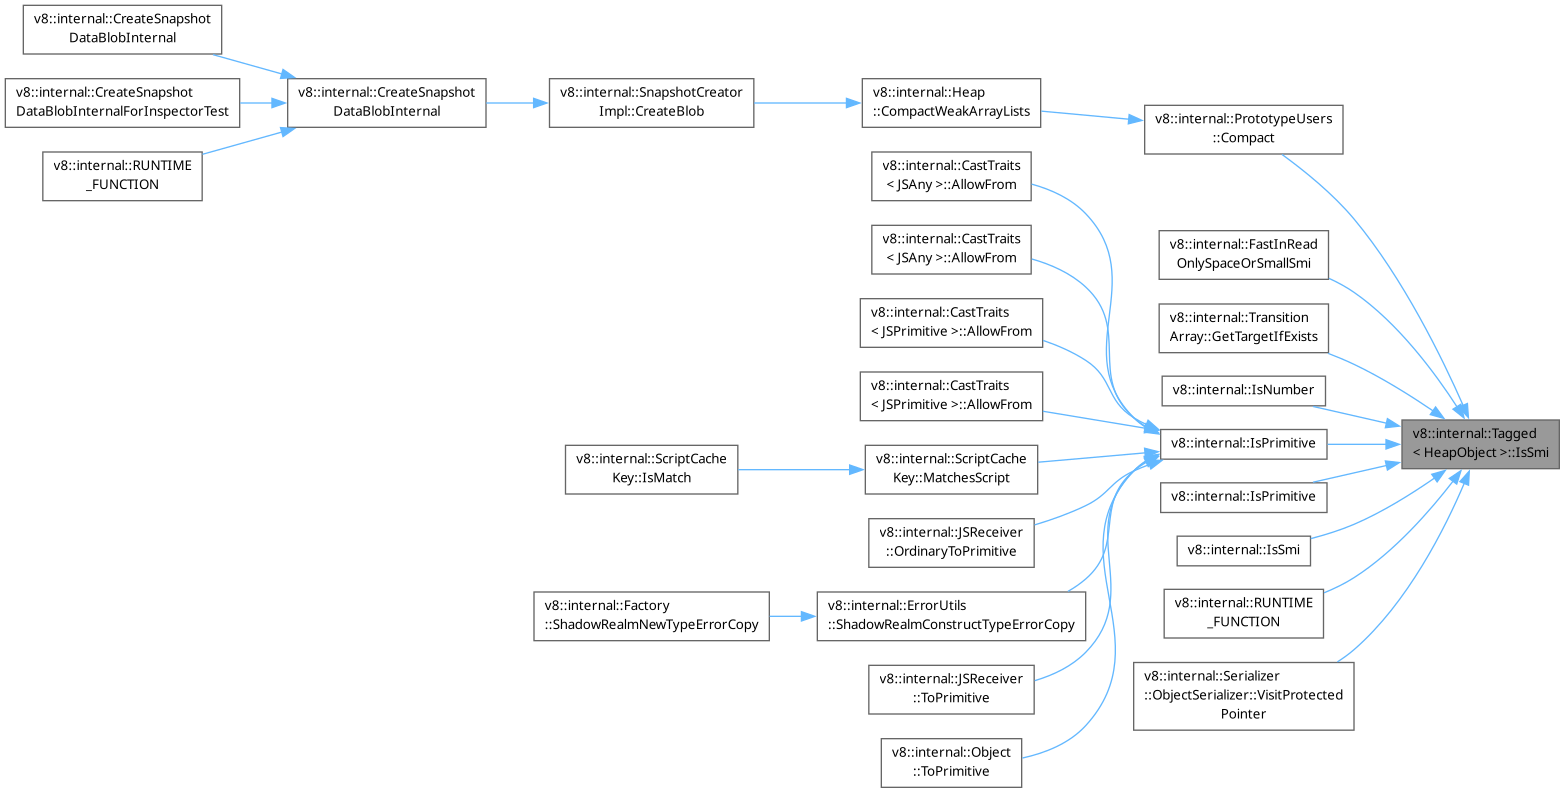 v8::internal::CreateSnapshot
DataBlobInternal
v8::internal::CreateSnapshot
DataBlobInternalForInspectorTest
v8::internal::RUNTIME
_FUNCTION
v8::internal::CreateSnapshot
DataBlobInternal
v8::internal::SnapshotCreator
Impl::CreateBlob
v8::internal::Heap
::CompactWeakArrayLists
v8::internal::PrototypeUsers
::Compact
v8::internal::CastTraits
< JSAny >::AllowFrom
v8::internal::CastTraits
< JSAny >::AllowFrom
v8::internal::CastTraits
< JSPrimitive >::AllowFrom
v8::internal::CastTraits
< JSPrimitive >::AllowFrom
v8::internal::ScriptCache
Key::IsMatch
v8::internal::ScriptCache
Key::MatchesScript
v8::internal::JSReceiver
::OrdinaryToPrimitive
v8::internal::Factory
::ShadowRealmNewTypeErrorCopy
v8::internal::ErrorUtils
::ShadowRealmConstructTypeErrorCopy
v8::internal::JSReceiver
::ToPrimitive
v8::internal::Object
::ToPrimitive
v8::internal::FastInRead
OnlySpaceOrSmallSmi
v8::internal::Transition
Array::GetTargetIfExists
v8::internal::IsNumber
v8::internal::IsPrimitive
v8::internal::IsPrimitive
v8::internal::IsSmi
v8::internal::RUNTIME
_FUNCTION
v8::internal::Serializer
::ObjectSerializer::VisitProtected
Pointer
v8::internal::Tagged
< HeapObject >::IsSmi